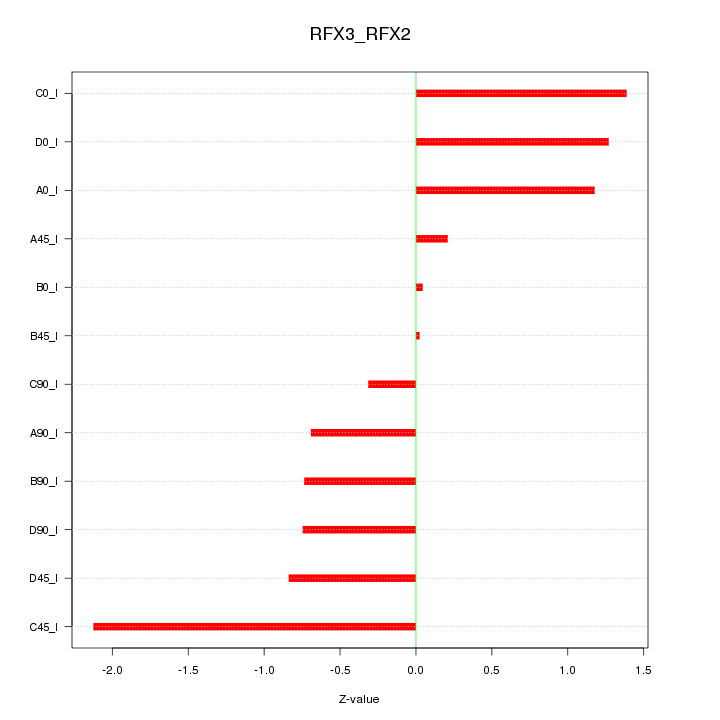 RFX3_RFX2
C0_I
D0_I
A0_I
A45_I
B0_I
B45_I
C90_I
A90_I
B90_I
D90_I
D45_I
C45_I
-2.0 -1.5 -1.0 -0.5 0.0 0.5 1.0 1.5
Z-value